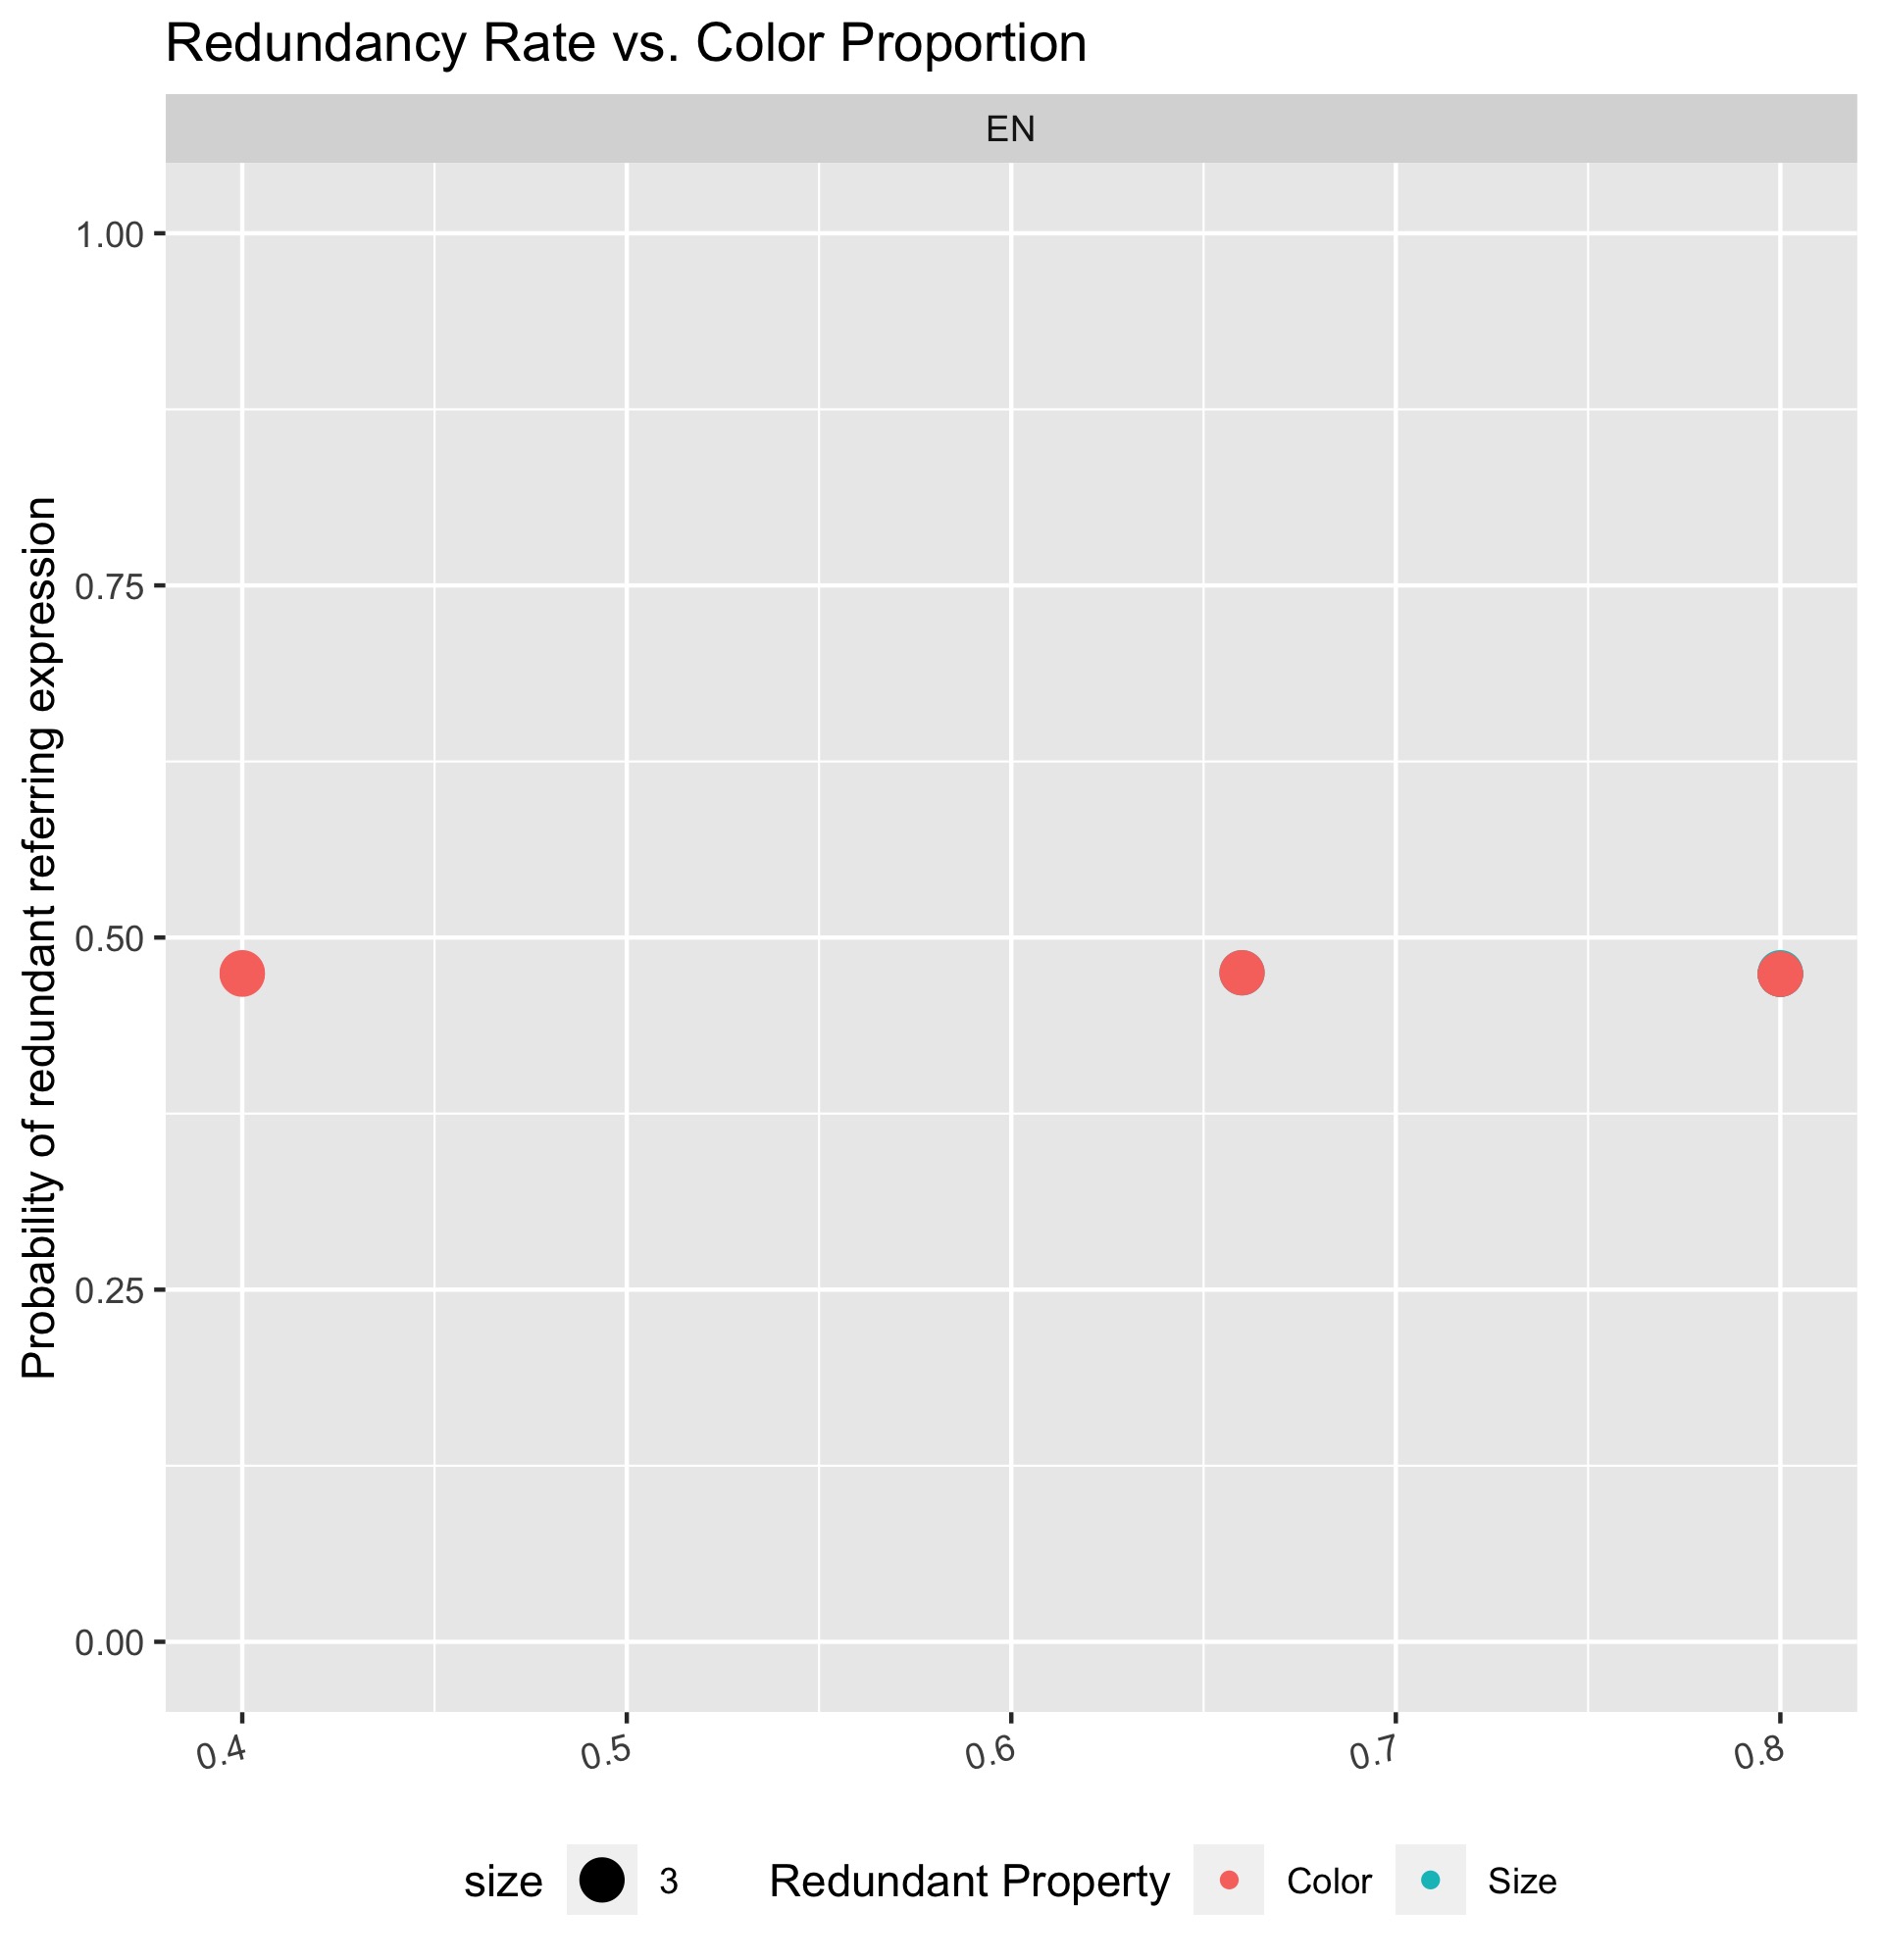 Redundancy Rate vs. Color Proportion
EN
Probability of redundant referring expression
1.00
0.75
0.50
0.25
0.00
0.4 0.5 0.6 0.7 0.8
size 3 Redundant Property Color Size